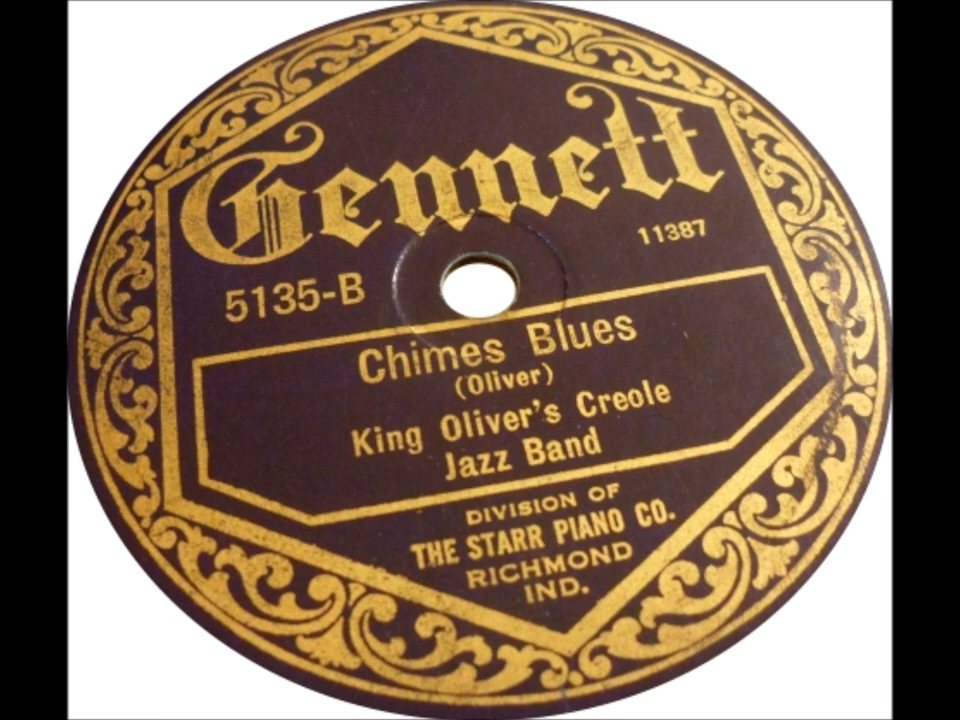 Gennett
11387
5135-B
Chimes Blues
(Oliver)
King Oliver's Creole
Jazz Band
DIVISION OF
THE STARR PIANO CO.
RICHMOND
IND.